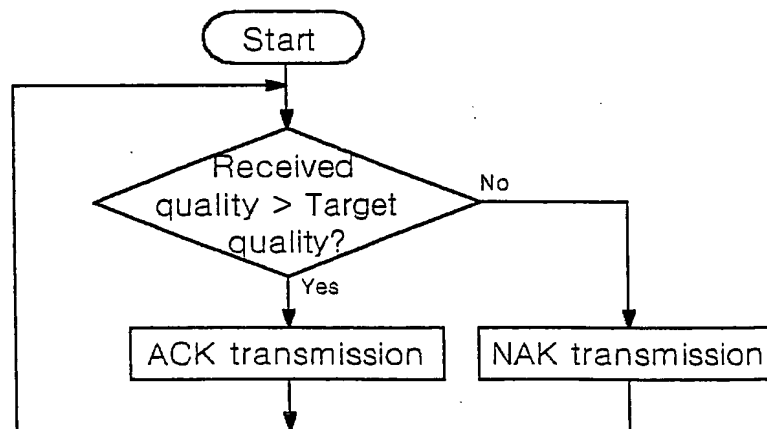 Start
Received
quality > Target
quality?
No
Yes
ACK transmission
NAK transmission